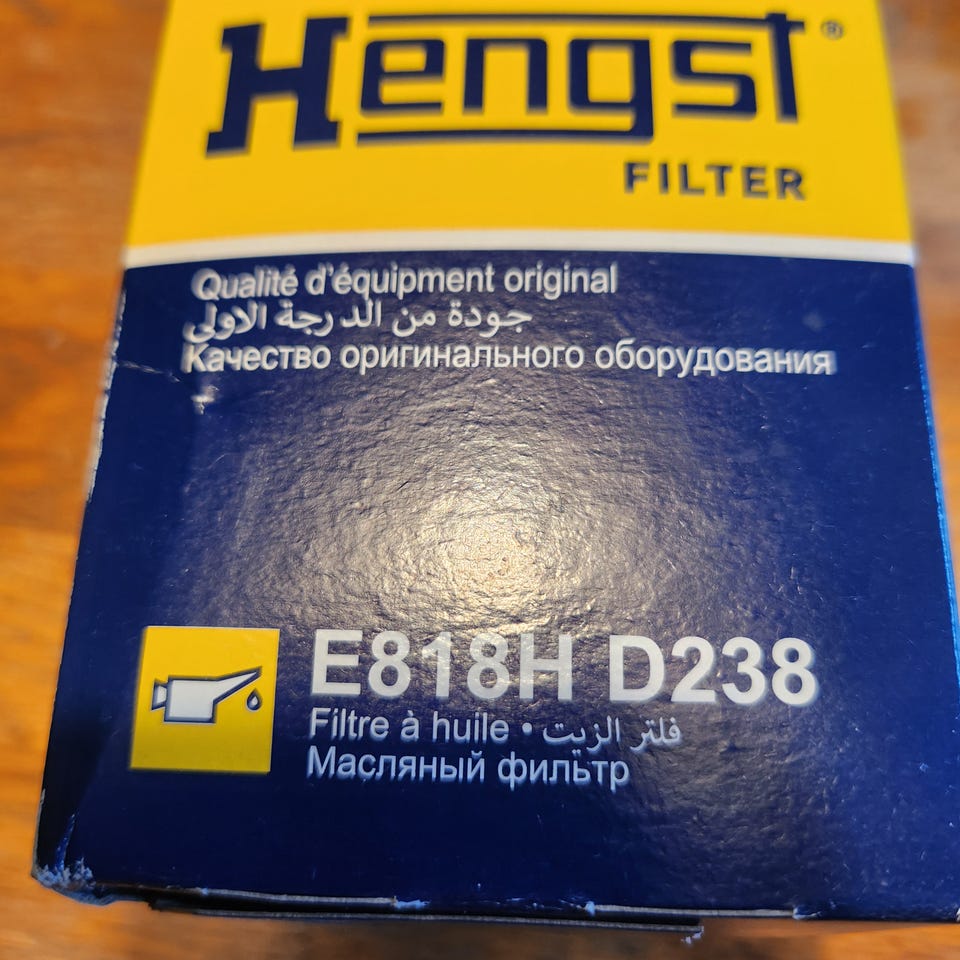 Hengst®
FILTER
Qualité d'équipment original
جودة من الدرجة الاولى
Качество оригинального оборудования
E818H D238
Filtre à huile • فلتر الزيت
Масляный фильтр